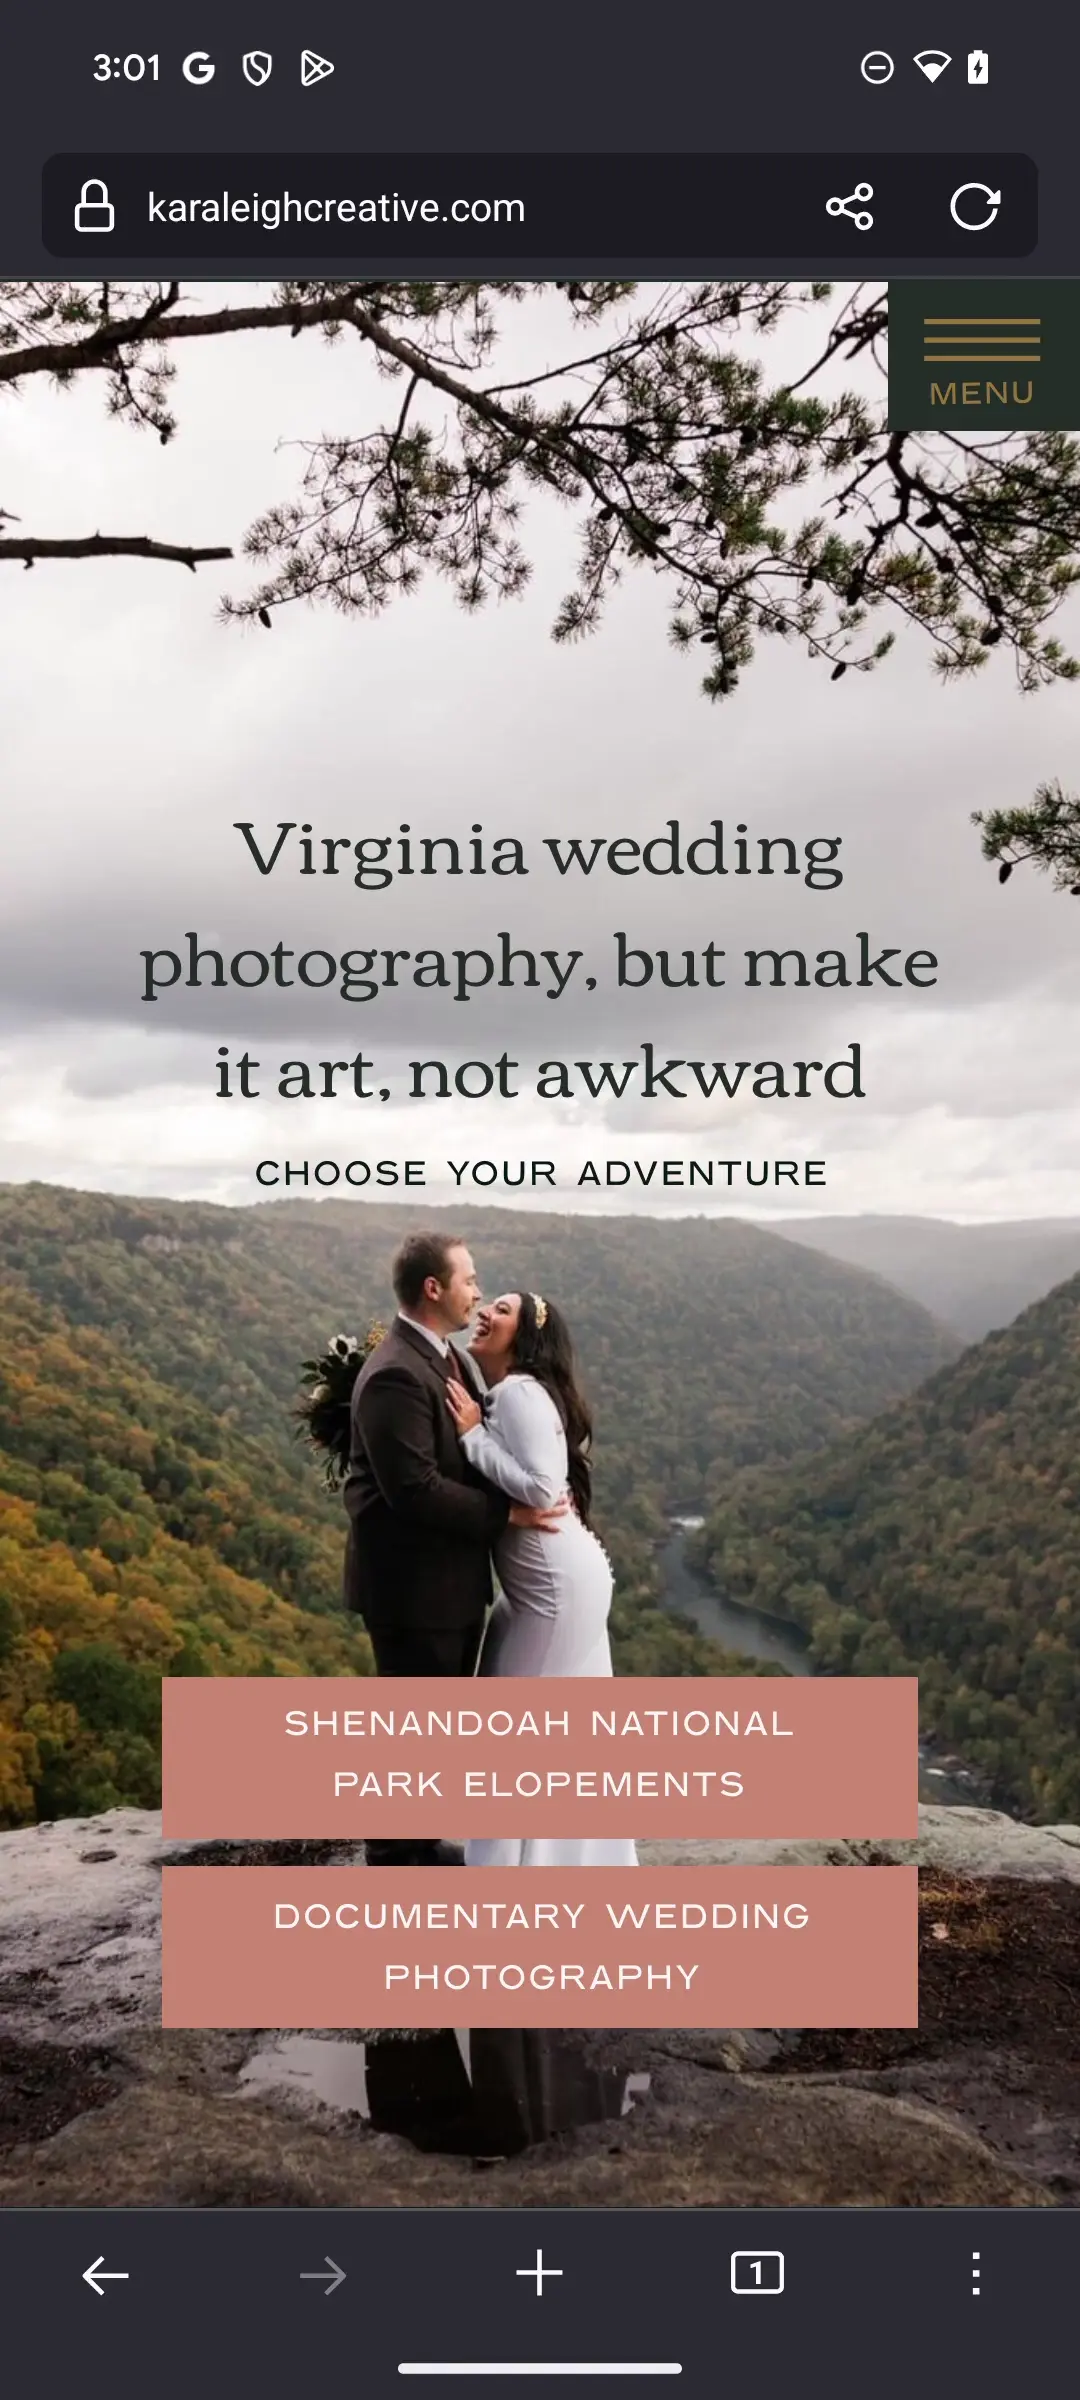 3:01
karaleighcreative.com
MENU
Virginia wedding
photography, but make
it art, not awkward
CHOOSE YOUR ADVENTURE
SHENANDOAH NATIONAL
PARK ELOPEMENTS
DOCUMENTARY WEDDING
PHOTOGRAPHY
1